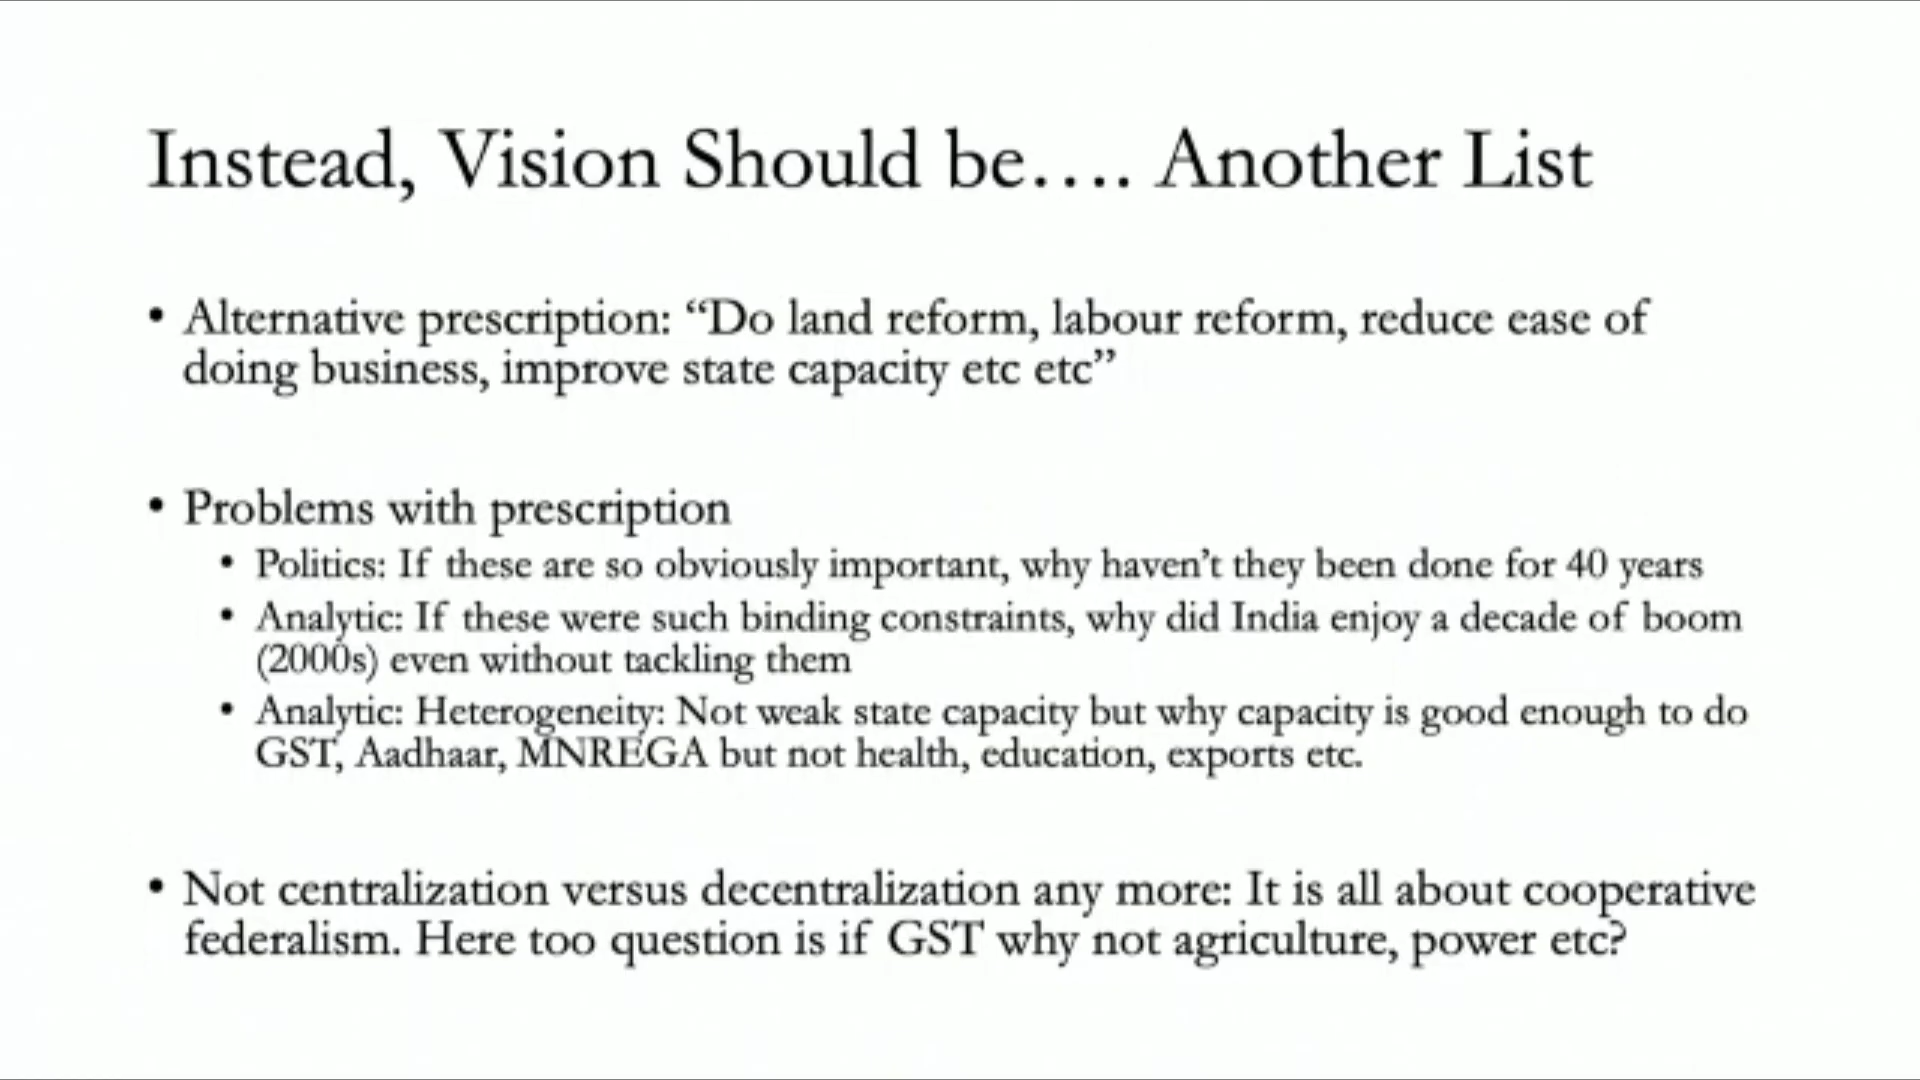 Instead, Vision Should be.... Another List
• Alternative prescription: “Do land reform, labour reform, reduce ease of
doing business, improve state capacity etc etc”
• Problems with prescription
• Politics: If these are so obviously important, why haven’t they been done for 40 years
• Analytic: If these were such binding constraints, why did India enjoy a decade of boom
(2000s) even without tackling them
• Analytic: Heterogeneity: Not weak state capacity but why capacity is good enough to do
GST, Aadhaar, MNREGA but not health, education, exports etc.
• Not centralization versus decentralization any more: It is all about cooperative
federalism. Here too question is if GST why not agriculture, power etc?